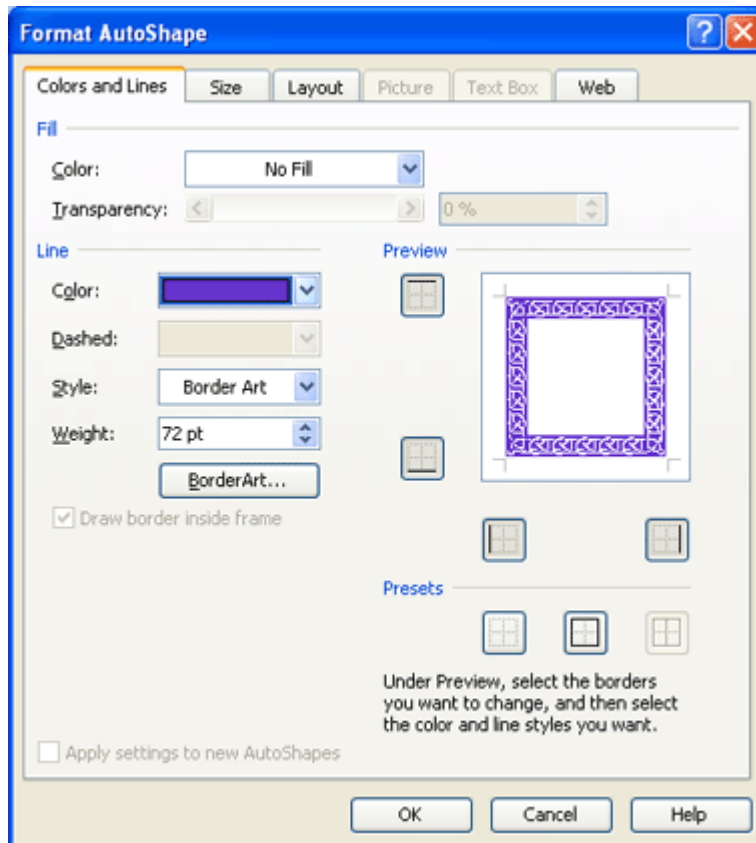 Format AutoShape
Colors and Lines Size Layout Picture Text Box Web
Fill
Color: No Fill
Transparency: 0 %
Line Preview
Color:
Dashed:
Style: Border Art
Weight: 72 pt
BorderArt...
Draw border inside frame
Presets
Under Preview, select the borders
you want to change, and then select
the color and line styles you want.
Apply settings to new AutoShapes
OK Cancel Help